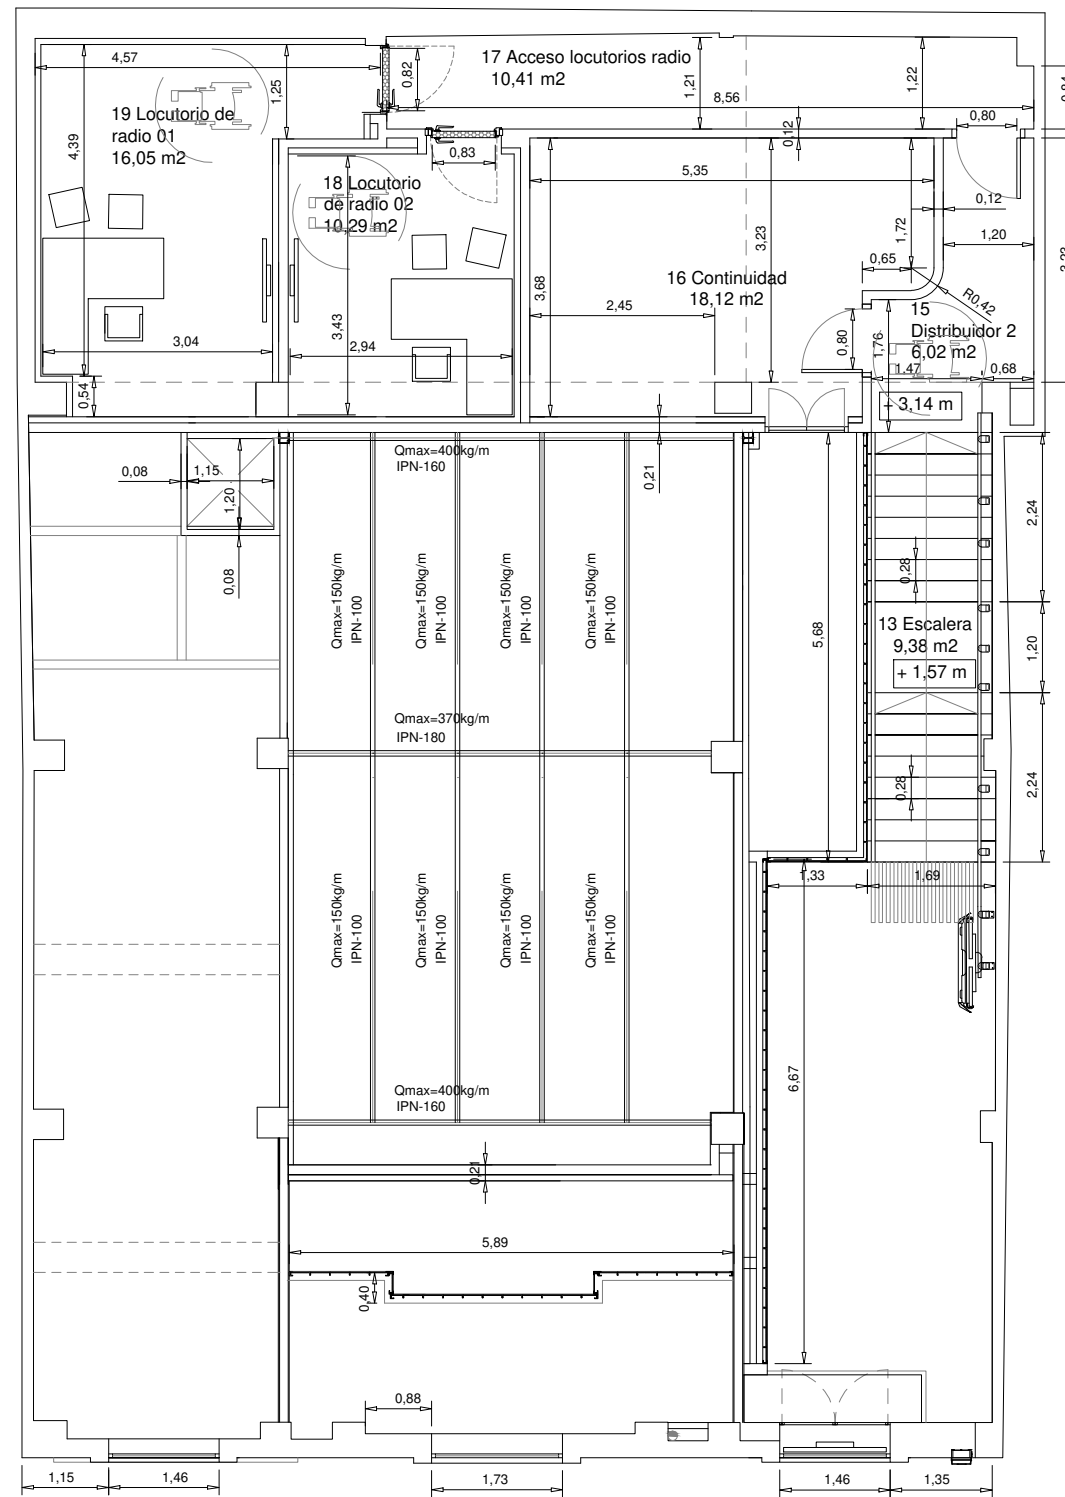 17 Acceso locutorios radio
10,41 m2
4,57
0,82
1,25
1,21
1,22
8,56
0,84
0,80
19 Locutorio de
radio 01
16,05 m2
4,39
0,12
0,83
5,35
18 Locutorio
de radio 02
10,29 m2
0,12
1,72
3,23
1,20
3,23
0,65
16 Continuidad
18,12 m2
3,68
2,45
R0,42
15
Distribuidor 2
6,02 m2
3,43
3,04
2,94
0,80
1,76
1,47
0,68
0,54
+ 3,14 m
Qmax=400kg/m
IPN-160
0,08
1,15
1,20
0,21
2,24
0,08
0,28
Qmax=150kg/m
IPN-100
Qmax=150kg/m
IPN-100
Qmax=150kg/m
IPN-100
Qmax=150kg/m
IPN-100
5,68
13 Escalera
9,38 m2
+ 1,57 m
1,20
Qmax=370kg/m
IPN-180
0,28
2,24
1,33
1,69
Qmax=150kg/m
IPN-100
Qmax=150kg/m
IPN-100
Qmax=150kg/m
IPN-100
Qmax=150kg/m
IPN-100
6,67
Qmax=400kg/m
IPN-160
0,21
5,89
0,40
0,88
1,15
1,46
1,73
1,46
1,35